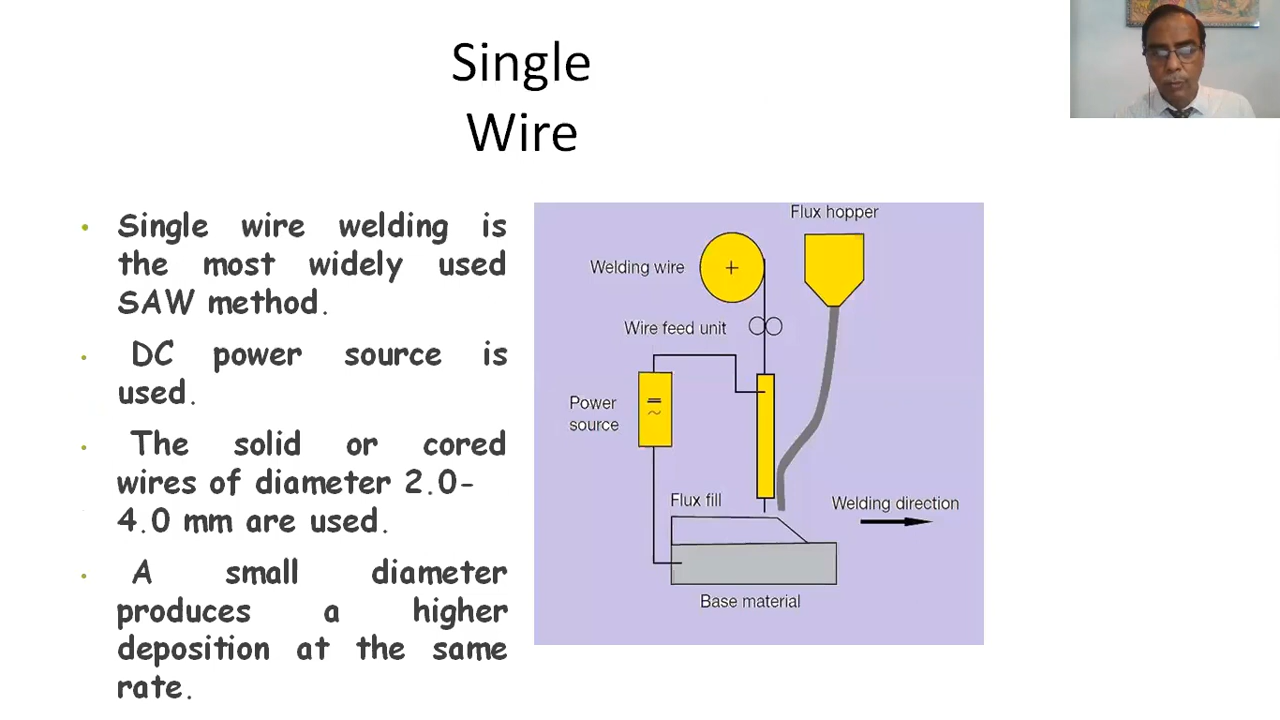 Single
Wire
• Single wire welding is
the most widely used
SAW method.
• DC power source is
used.
• The solid or cored
wires of diameter 2.0-
4.0 mm are used.
• A small diameter
produces a higher
deposition at the same
rate.
Flux hopper
Welding wire
+
Wire feed unit
Power
source
=
~
Flux fill
Welding direction
Base material